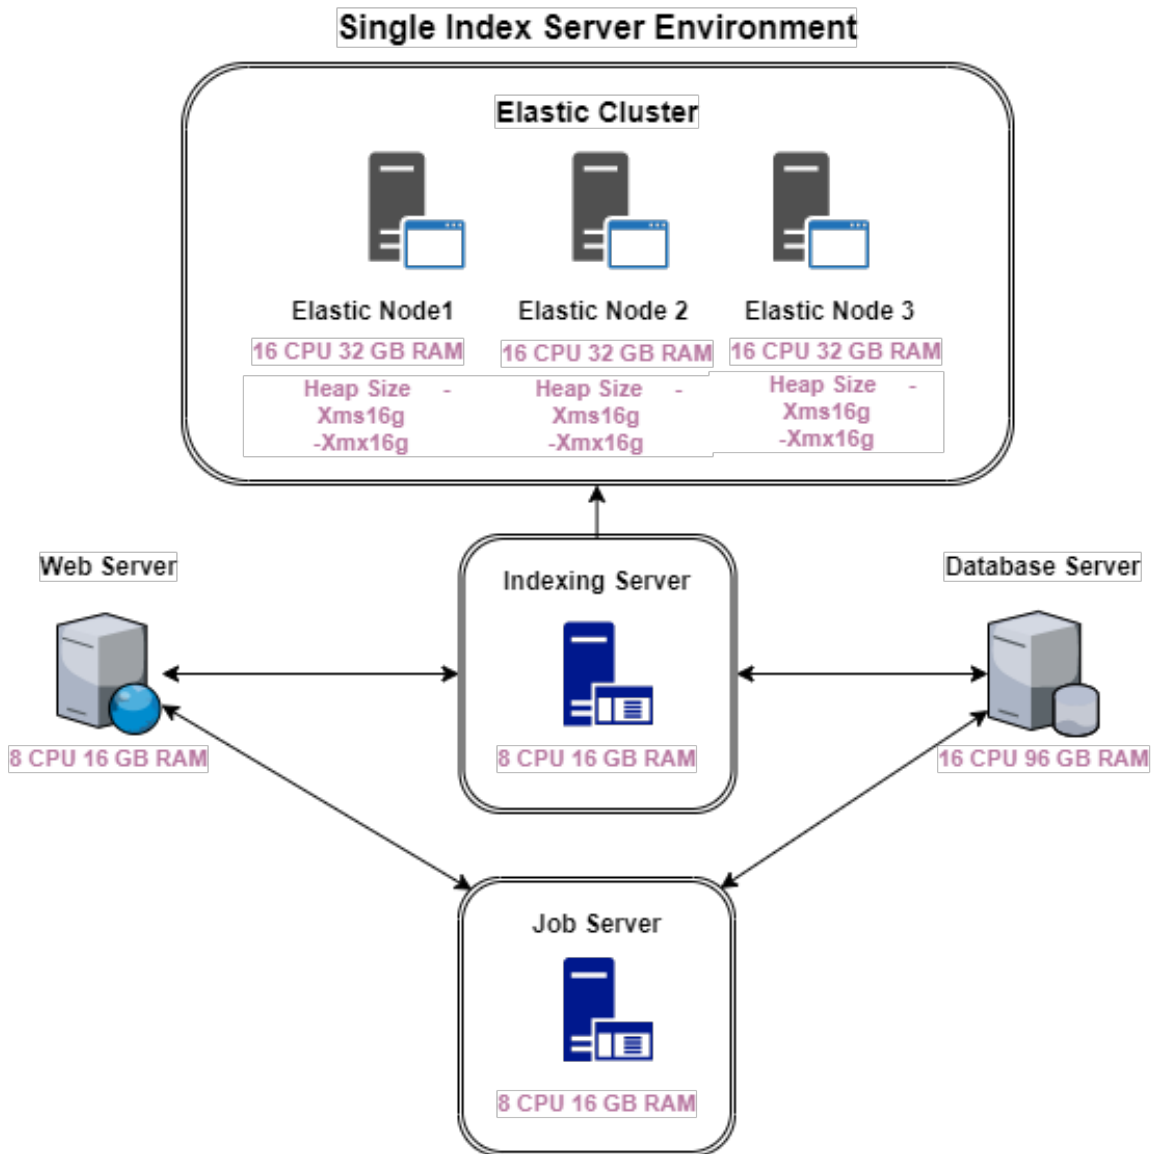 Single Index Server Environment
Elastic Cluster
Elastic Node1
Elastic Node 2
Elastic Node 3
16 CPU 32 GB RAM
16 CPU 32 GB RAM
16 CPU 32 GB RAM
Heap Size -
Xms16g
-Xmx16g
Heap Size -
Xms16g
-Xmx16g
Heap Size -
Xms16g
-Xmx16g
Web Server
Indexing Server
Database Server
8 CPU 16 GB RAM
8 CPU 16 GB RAM
16 CPU 96 GB RAM
Job Server
8 CPU 16 GB RAM